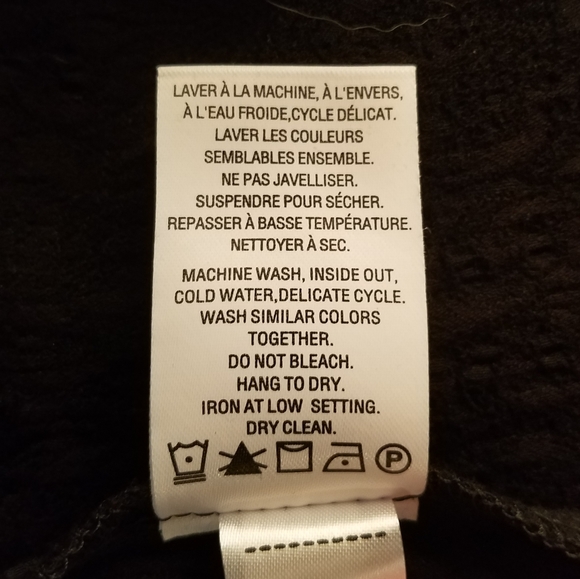 LAVER À LA MACHINE, À L'ENVERS,
À L'EAU FROIDE,CYCLE DÉLICAT.
LAVER LES COULEURS
SEMBLABLES ENSEMBLE.
NE PAS JAVELLISER.
SUSPENDRE POUR SÉCHER.
REPASSER À BASSE TEMPÉRATURE.
NETTOYER À SEC.
MACHINE WASH, INSIDE OUT,
COLD WATER,DELICATE CYCLE.
WASH SIMILAR COLORS
TOGETHER.
DO NOT BLEACH.
HANG TO DRY.
IRON AT LOW SETTING.
DRY CLEAN.
P